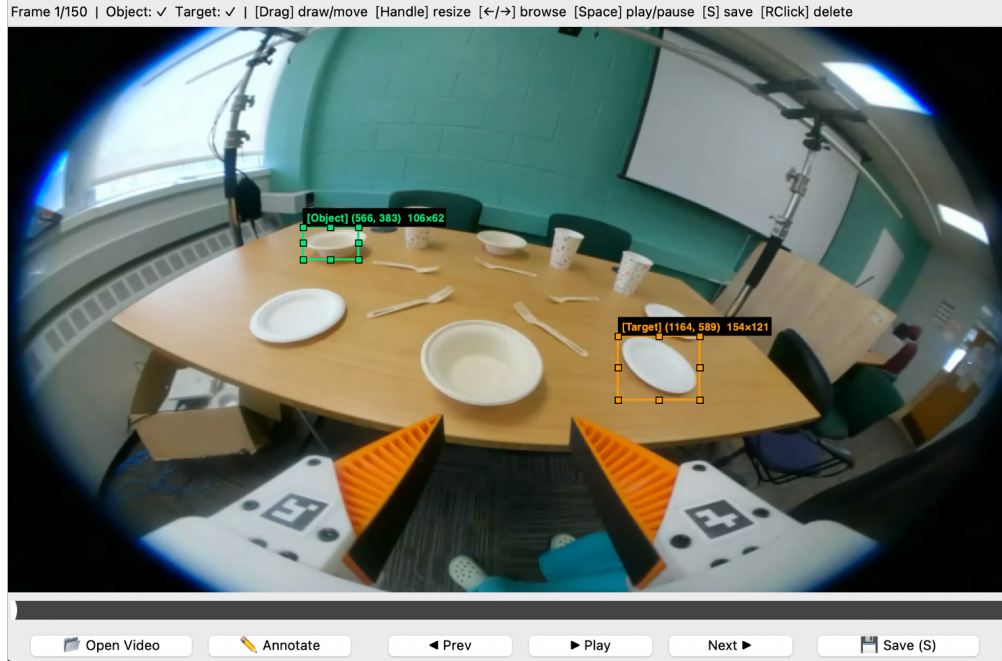 Frame 1/150 | Object: ✓ Target: ✓ | [Drag] draw/move [Handle] resize [←/→] browse [Space] play/pause [S] save [RClick] delete
[Object] (566, 383) 106×62
[Target] (1164, 589) 154×121
📂 Open Video ✏️ Annotate ◀ Prev ▶ Play Next ▶ 💾 Save (S)